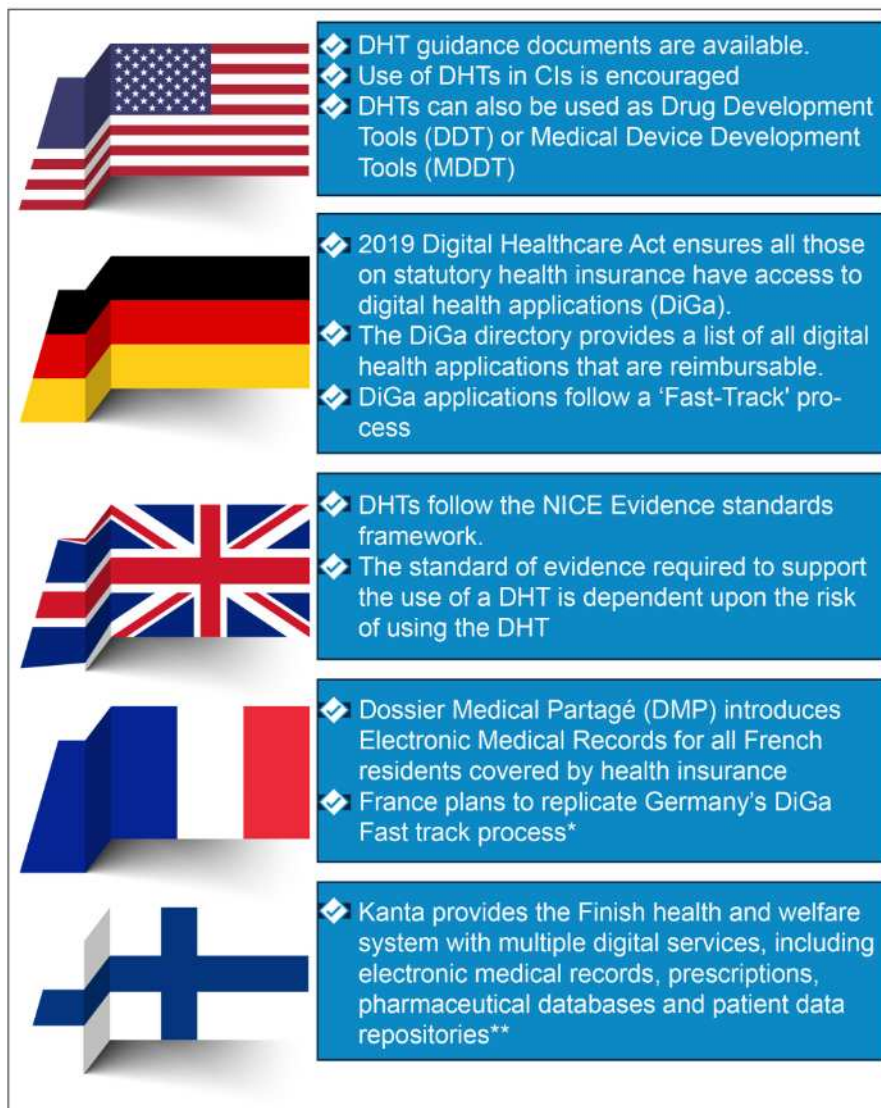 DHT guidance documents are available.
Use of DHTs in CIs is encouraged
DHTs can also be used as Drug Development
Tools (DDT) or Medical Device Development
Tools (MDDT)
2019 Digital Healthcare Act ensures all those
on statutory health insurance have access to
digital health applications (DiGa).
The DiGa directory provides a list of all digital
health applications that are reimbursable.
DiGa applications follow a ‘Fast-Track' pro-
cess
DHTs follow the NICE Evidence standards
framework.
The standard of evidence required to support
the use of a DHT is dependent upon the risk
of using the DHT
Dossier Medical Partagé (DMP) introduces
Electronic Medical Records for all French
residents covered by health insurance
France plans to replicate Germany’s DiGa
Fast track process*
Kanta provides the Finish health and welfare
system with multiple digital services, including
electronic medical records, prescriptions,
pharmaceutical databases and patient data
repositories**